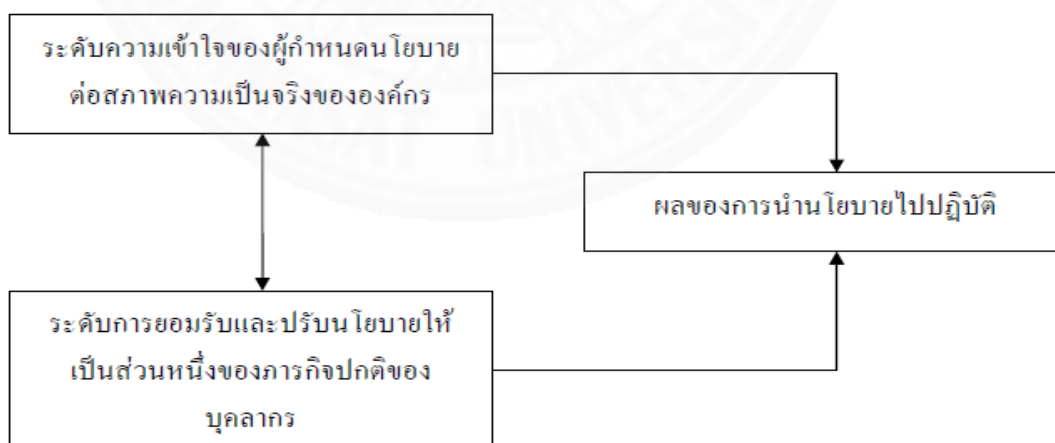 ระดับความเข้าใจของผู้กำหนดนโยบาย
ต่อสภาพความเป็นจริงขององค์กร
ผลของการนำนโยบายไปปฏิบัติ
ระดับการยอมรับและปรับนโยบายให้
เป็นส่วนหนึ่งของภารกิจปกติของ
บุคลากร